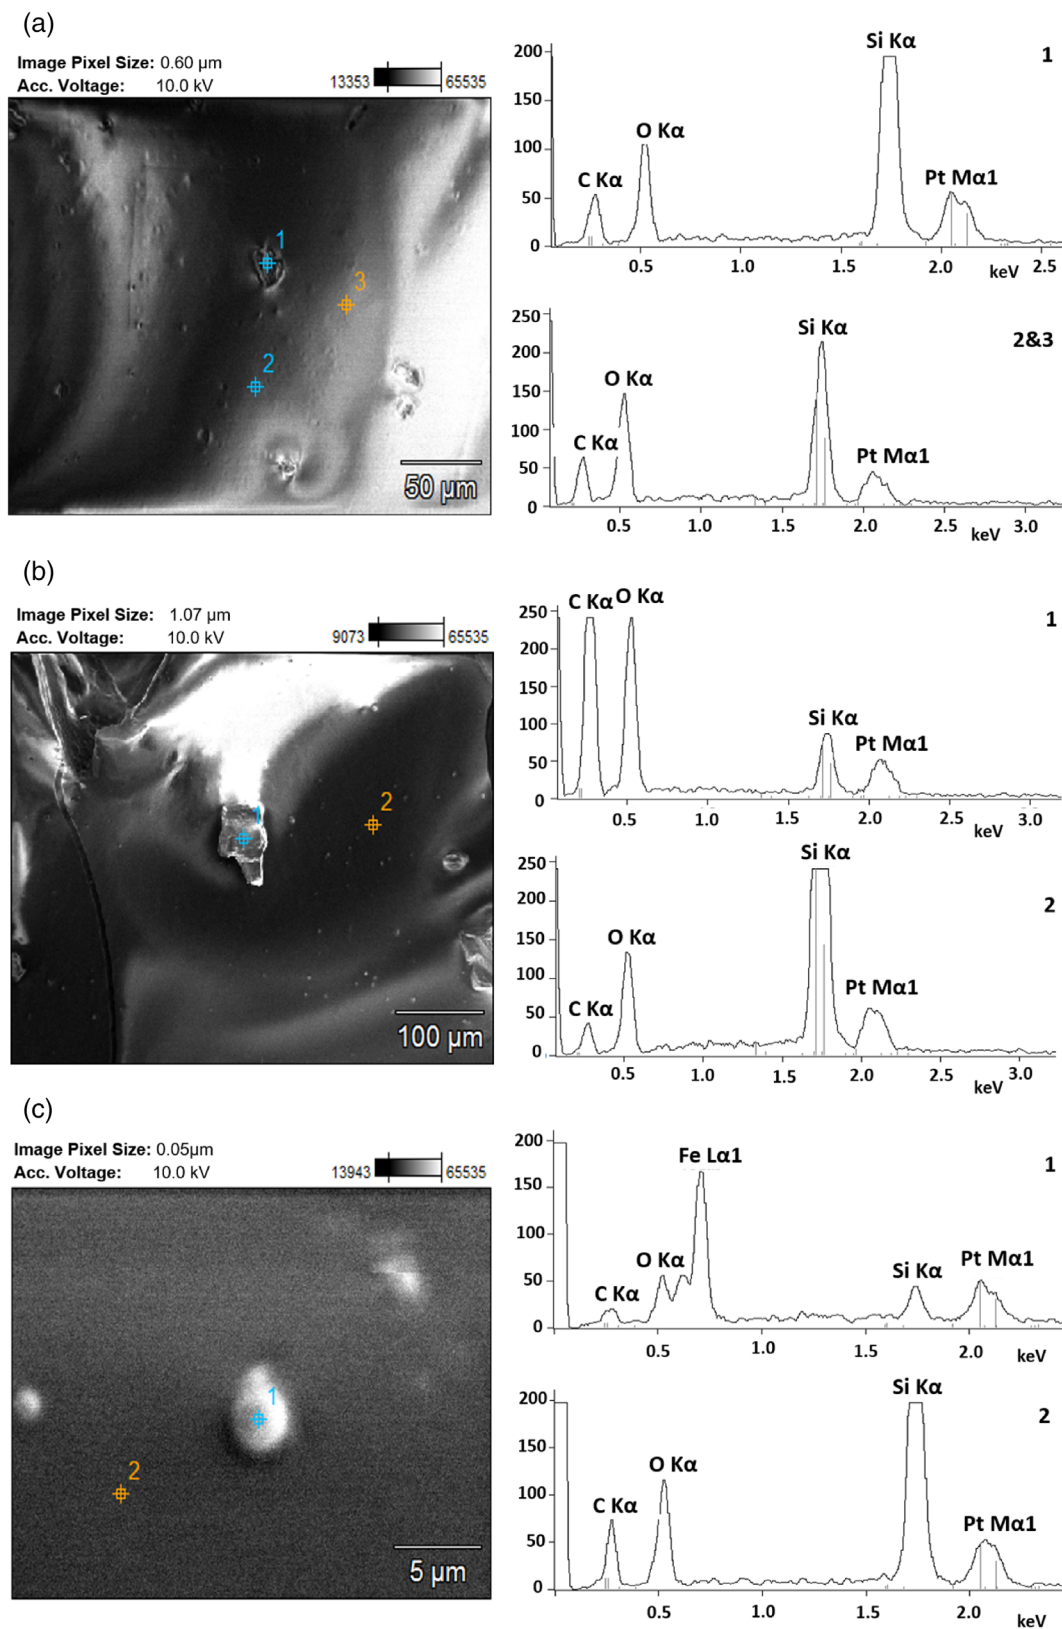 (a)
Image Pixel Size: 0.60 µm
Acc. Voltage: 10.0 kV
13353 65535
1
2
3
50 µm
200
150
100
50
0
C Kα
O Kα
Si Kα
Pt Mα1
1
0.5 1.0 1.5 2.0 2.5
keV
250
200
150
100
50
0
C Kα
O Kα
Si Kα
Pt Mα1
2&3
0.5 1.0 1.5 2.0 2.5 3.0
keV
(b)
Image Pixel Size: 1.07 µm
Acc. Voltage: 10.0 kV
9073 65535
1
2
100 µm
250
200
150
100
50
0
C Kα
O Kα
Si Kα
Pt Mα1
1
0.5 1.0 1.5 2.0 2.5 3.0
keV
250
200
150
100
50
0
C Kα
O Kα
Si Kα
Pt Mα1
2
0.5 1.0 1.5 2.0 2.5 3.0
keV
(c)
Image Pixel Size: 0.05µm
Acc. Voltage: 10.0 kV
13943 65535
1
2
5 µm
200
150
100
50
0
C Kα
O Kα
Fe Lα1
Si Kα
Pt Mα1
1
0.5 1.0 1.5 2.0
keV
200
150
100
50
0
C Kα
O Kα
Si Kα
Pt Mα1
2
0.5 1.0 1.5 2.0
keV